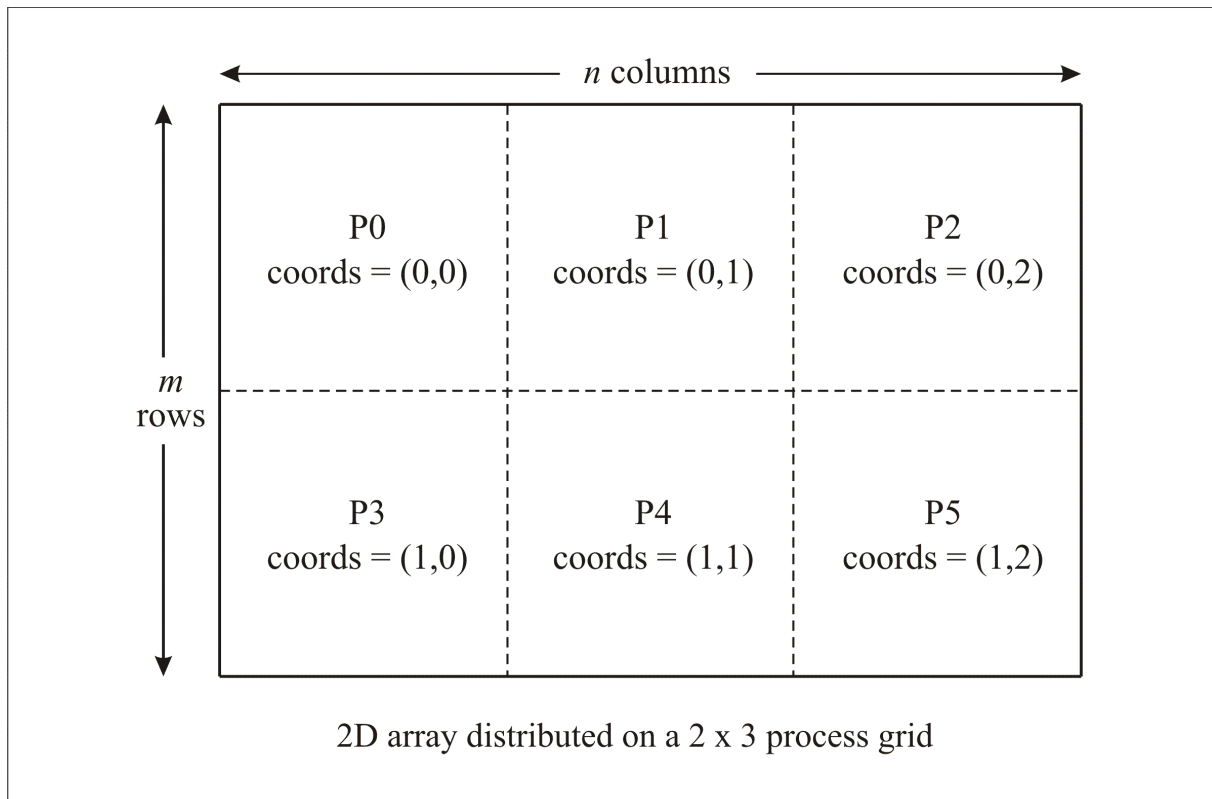 n columns
P0
coords = (0,0)
P1
coords = (0,1)
P2
coords = (0,2)
m
rows
P3
coords = (1,0)
P4
coords = (1,1)
P5
coords = (1,2)
2D array distributed on a 2 x 3 process grid